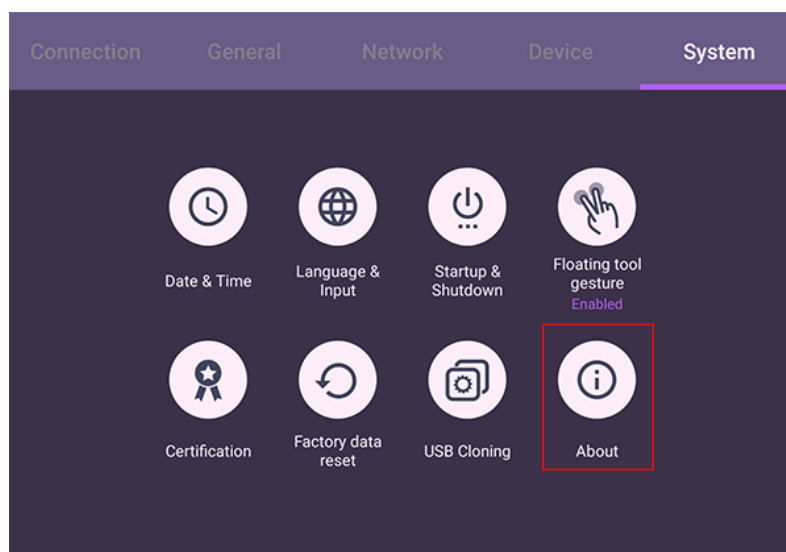 Connection
General
Network
Device
System
Date & Time
Language &
Input
Startup &
Shutdown
Floating tool
gesture
Enabled
Certification
Factory data
reset
USB Cloning
About